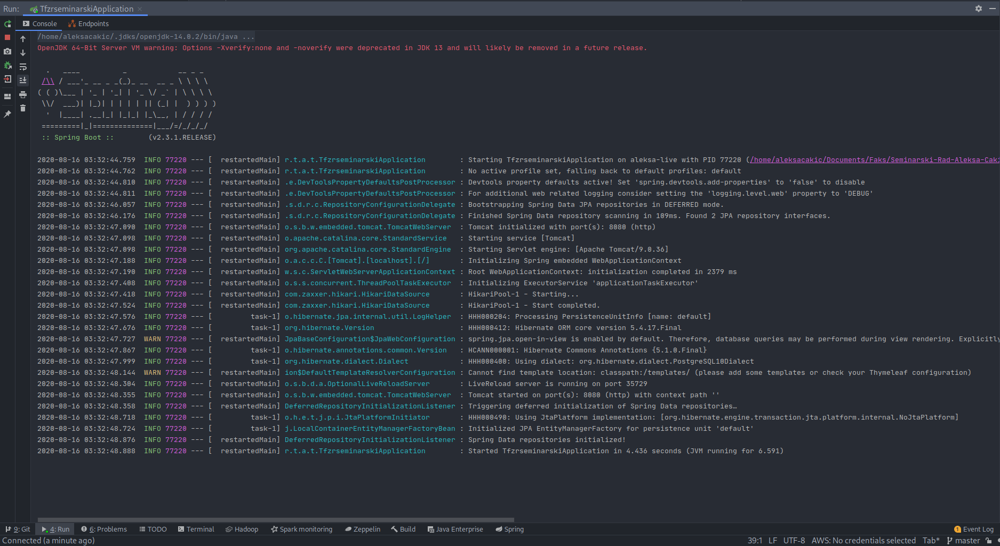 Run: TfzrseminarskiApplication
Console Endpoints
/home/aleksacakic/.jdks/openjdk-14.0.2/bin/java ...
OpenJDK 64-Bit Server VM warning: Options -Xverify:none and -noverify were deprecated in JDK 13 and will likely be removed in a future release.
  .   ____          _            __ _ _
 /\\ / ___'_ __ _ _(_)_ __  __ _ \ \ \ \
( ( )\___ | '_ | '_| | '_ \/ _` | \ \ \ \
 \\/  ___)| |_)| | | | | || (_| |  ) ) ) )
  '  |____| .__|_| |_|_| |_\__, | / / / /
 =========|_|==============|___/=/_/_/_/
 :: Spring Boot ::        (v2.3.1.RELEASE)
2020-08-16 03:32:44.759  INFO 77220 --- [  restartedMain] r.t.a.t.TfzrseminarskiApplication        : Starting TfzrseminarskiApplication on aleksa-live with PID 77220 (/home/aleksacakic/Documents/Faks/Seminarski-Rad-Aleksa-Caki
2020-08-16 03:32:44.762  INFO 77220 --- [  restartedMain] r.t.a.t.TfzrseminarskiApplication        : No active profile set, falling back to default profiles: default
2020-08-16 03:32:44.810  INFO 77220 --- [  restartedMain] .e.DevToolsPropertyDefaultsPostProcessor : Devtools property defaults active! Set 'spring.devtools.add-properties' to 'false' to disable
2020-08-16 03:32:44.811  INFO 77220 --- [  restartedMain] .e.DevToolsPropertyDefaultsPostProcessor : For additional web related logging consider setting the 'logging.level.web' property to 'DEBUG'
2020-08-16 03:32:46.057  INFO 77220 --- [  restartedMain] .s.d.r.c.RepositoryConfigurationDelegate : Bootstrapping Spring Data JPA repositories in DEFERRED mode.
2020-08-16 03:32:46.176  INFO 77220 --- [  restartedMain] .s.d.r.c.RepositoryConfigurationDelegate : Finished Spring Data repository scanning in 109ms. Found 2 JPA repository interfaces.
2020-08-16 03:32:47.090  INFO 77220 --- [  restartedMain] o.s.b.w.embedded.tomcat.TomcatWebServer  : Tomcat initialized with port(s): 8080 (http)
2020-08-16 03:32:47.098  INFO 77220 --- [  restartedMain] o.apache.catalina.core.StandardService   : Starting service [Tomcat]
2020-08-16 03:32:47.098  INFO 77220 --- [  restartedMain] org.apache.catalina.core.StandardEngine  : Starting Servlet engine: [Apache Tomcat/9.0.36]
2020-08-16 03:32:47.188  INFO 77220 --- [  restartedMain] o.a.c.c.C.[Tomcat].[localhost].[/]       : Initializing Spring embedded WebApplicationContext
2020-08-16 03:32:47.190  INFO 77220 --- [  restartedMain] w.s.c.ServletWebServerApplicationContext : Root WebApplicationContext: initialization completed in 2379 ms
2020-08-16 03:32:47.408  INFO 77220 --- [  restartedMain] o.s.s.concurrent.ThreadPoolTaskExecutor  : Initializing ExecutorService 'applicationTaskExecutor'
2020-08-16 03:32:47.418  INFO 77220 --- [  restartedMain] com.zaxxer.hikari.HikariDataSource       : HikariPool-1 - Starting...
2020-08-16 03:32:47.524  INFO 77220 --- [  restartedMain] com.zaxxer.hikari.HikariDataSource       : HikariPool-1 - Start completed.
2020-08-16 03:32:47.576  INFO 77220 --- [         task-1] o.hibernate.jpa.internal.util.LogHelper  : HHH000204: Processing PersistenceUnitInfo [name: default]
2020-08-16 03:32:47.676  INFO 77220 --- [         task-1] org.hibernate.Version                    : HHH000412: Hibernate ORM core version 5.4.17.Final
2020-08-16 03:32:47.727  WARN 77220 --- [  restartedMain] JpaBaseConfiguration$JpaWebConfiguration : spring.jpa.open-in-view is enabled by default. Therefore, database queries may be performed during view rendering. Explicitly
2020-08-16 03:32:47.867  INFO 77220 --- [         task-1] o.hibernate.annotations.common.Version   : HCANN000001: Hibernate Commons Annotations {5.1.0.Final}
2020-08-16 03:32:47.999  INFO 77220 --- [         task-1] org.hibernate.dialect.Dialect            : HHH000400: Using dialect: org.hibernate.dialect.PostgreSQL10Dialect
2020-08-16 03:32:48.144  WARN 77220 --- [  restartedMain] ion$DefaultTemplateResolverConfiguration : Cannot find template location: classpath:/templates/ (please add some templates or check your Thymeleaf configuration)
2020-08-16 03:32:48.304  INFO 77220 --- [  restartedMain] o.s.b.d.a.OptionalLiveReloadServer       : LiveReload server is running on port 35729
2020-08-16 03:32:48.355  INFO 77220 --- [  restartedMain] o.s.b.w.embedded.tomcat.TomcatWebServer  : Tomcat started on port(s): 8080 (http) with context path ''
2020-08-16 03:32:48.358  INFO 77220 --- [  restartedMain] DeferredRepositoryInitializationListener : Triggering deferred initialization of Spring Data repositories…
2020-08-16 03:32:48.718  INFO 77220 --- [         task-1] o.h.e.t.j.p.i.JtaPlatformInitiator       : HHH000490: Using JtaPlatform implementation: [org.hibernate.engine.transaction.jta.platform.internal.NoJtaPlatform]
2020-08-16 03:32:48.724  INFO 77220 --- [         task-1] j.LocalContainerEntityManagerFactoryBean : Initialized JPA EntityManagerFactory for persistence unit 'default'
2020-08-16 03:32:48.876  INFO 77220 --- [  restartedMain] DeferredRepositoryInitializationListener : Spring Data repositories initialized!
2020-08-16 03:32:48.888  INFO 77220 --- [  restartedMain] r.t.a.t.TfzrseminarskiApplication        : Started TfzrseminarskiApplication in 4.436 seconds (JVM running for 6.591)
9: Git 4: Run 6: Problems TODO Terminal Hadoop Spark monitoring Zeppelin Build Java Enterprise Spring 1 Event Log
Connected (a minute ago) 39:1 LF UTF-8 AWS: No credentials selected Tab* master